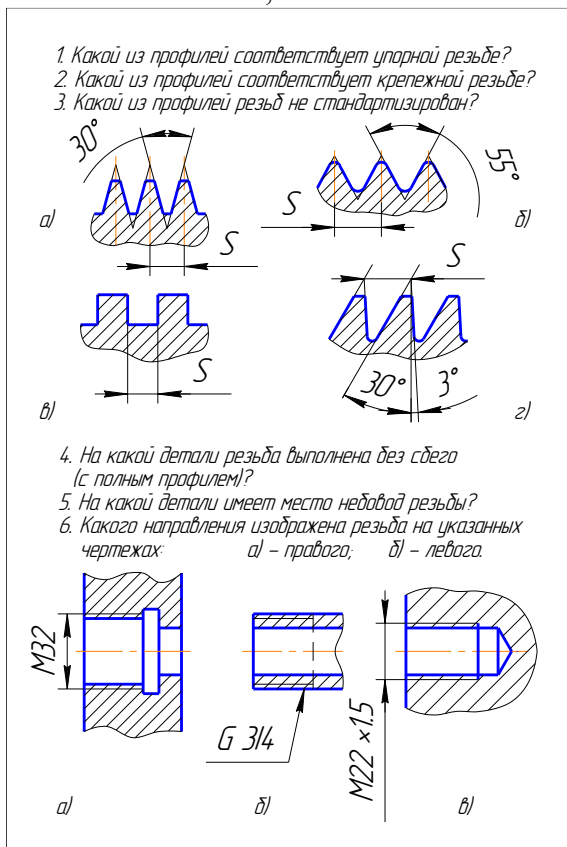 1. Какой из профилей соответствует упорной резьбе?
2. Какой из профилей соответствует крепежной резьбе?
3. Какой из профилей резьб не стандартизирован?
30°
55°
S
S
а)
б)
S
S
30°
3°
в)
г)
4. На какой детали резьба выполнена без сбега
(с полным профилем)?
5. На какой детали имеет место недовод резьбы?
6. Какого направления изображена резьба на указанных
чертежах: а) – правого; б) – левого.
М32
G 3/4
М22 ×1.5
а)
б)
в)